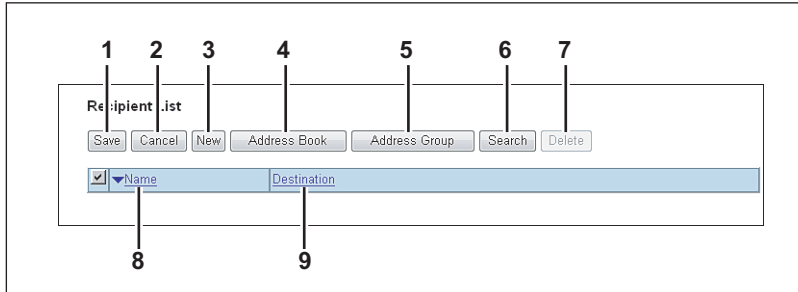 1 2 3 4 5 6 7
Recipient List
Save Cancel New Address Book Address Group Search Delete
Name Destination
8 9